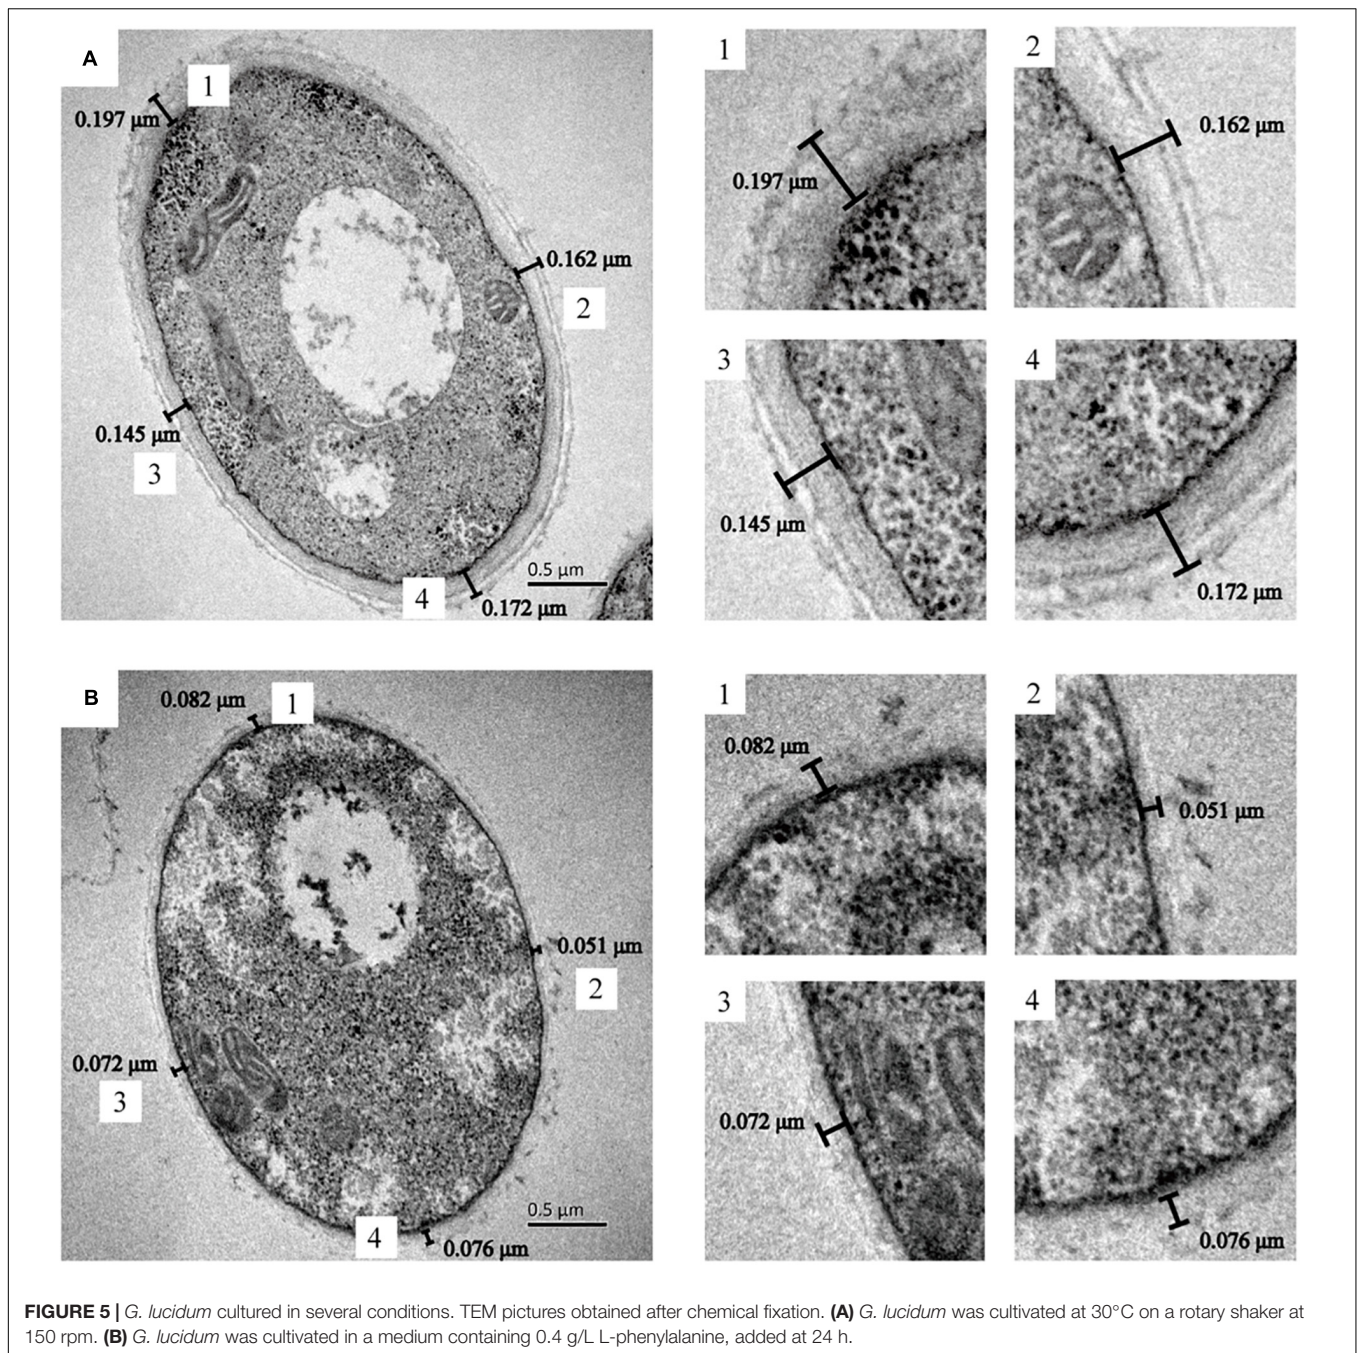 A
1
0.197 μm
0.162 μm
2
0.145 μm
3
4
0.5 μm
0.172 μm
1
0.197 μm
2
0.162 μm
3
0.145 μm
4
0.172 μm
B
0.082 μm
1
0.051 μm
2
0.072 μm
3
0.5 μm
4
0.076 μm
1
0.082 μm
2
0.051 μm
3
0.072 μm
4
0.076 μm
FIGURE 5 | G. lucidum cultured in several conditions. TEM pictures obtained after chemical fixation. (A) G. lucidum was cultivated at 30°C on a rotary shaker at
150 rpm. (B) G. lucidum was cultivated in a medium containing 0.4 g/L L-phenylalanine, added at 24 h.